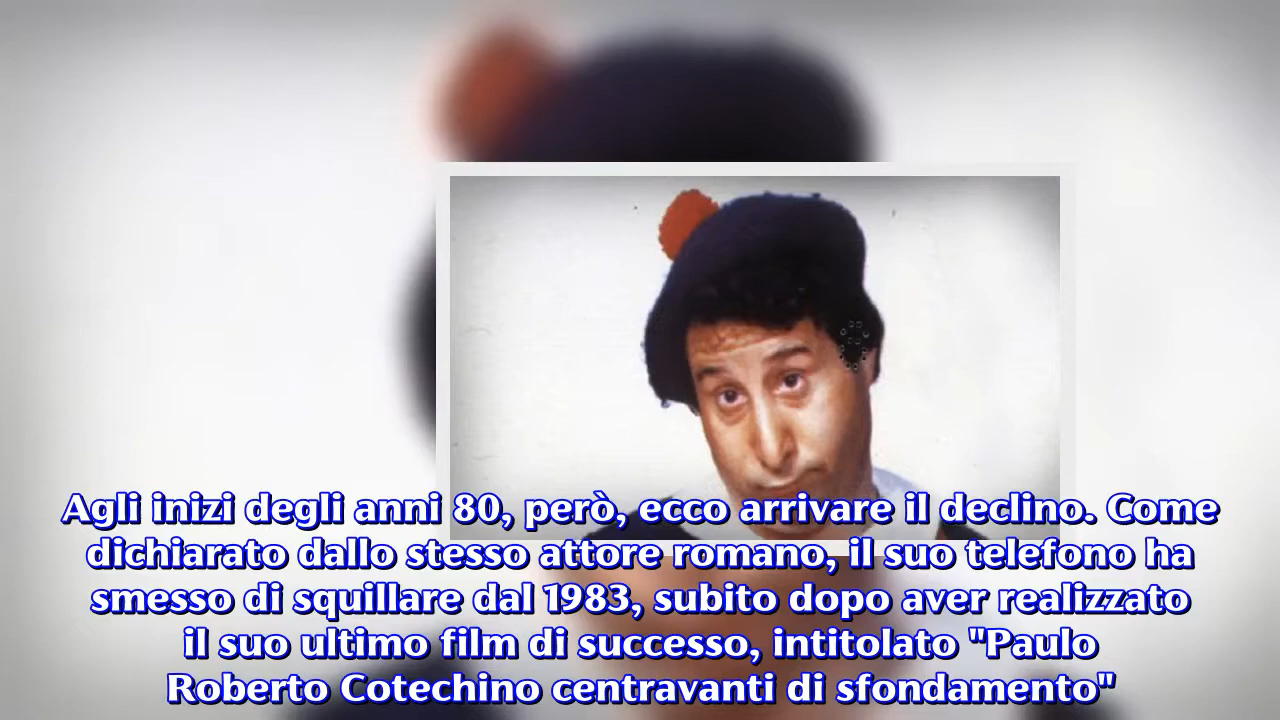 Agli inizi degli anni 80, però, ecco arrivare il declino. Come
dichiarato dallo stesso attore romano, il suo telefono ha
smesso di squillare dal 1983, subito dopo aver realizzato
il suo ultimo film di successo, intitolato "Paulo
Roberto Cotechino centravanti di sfondamento"